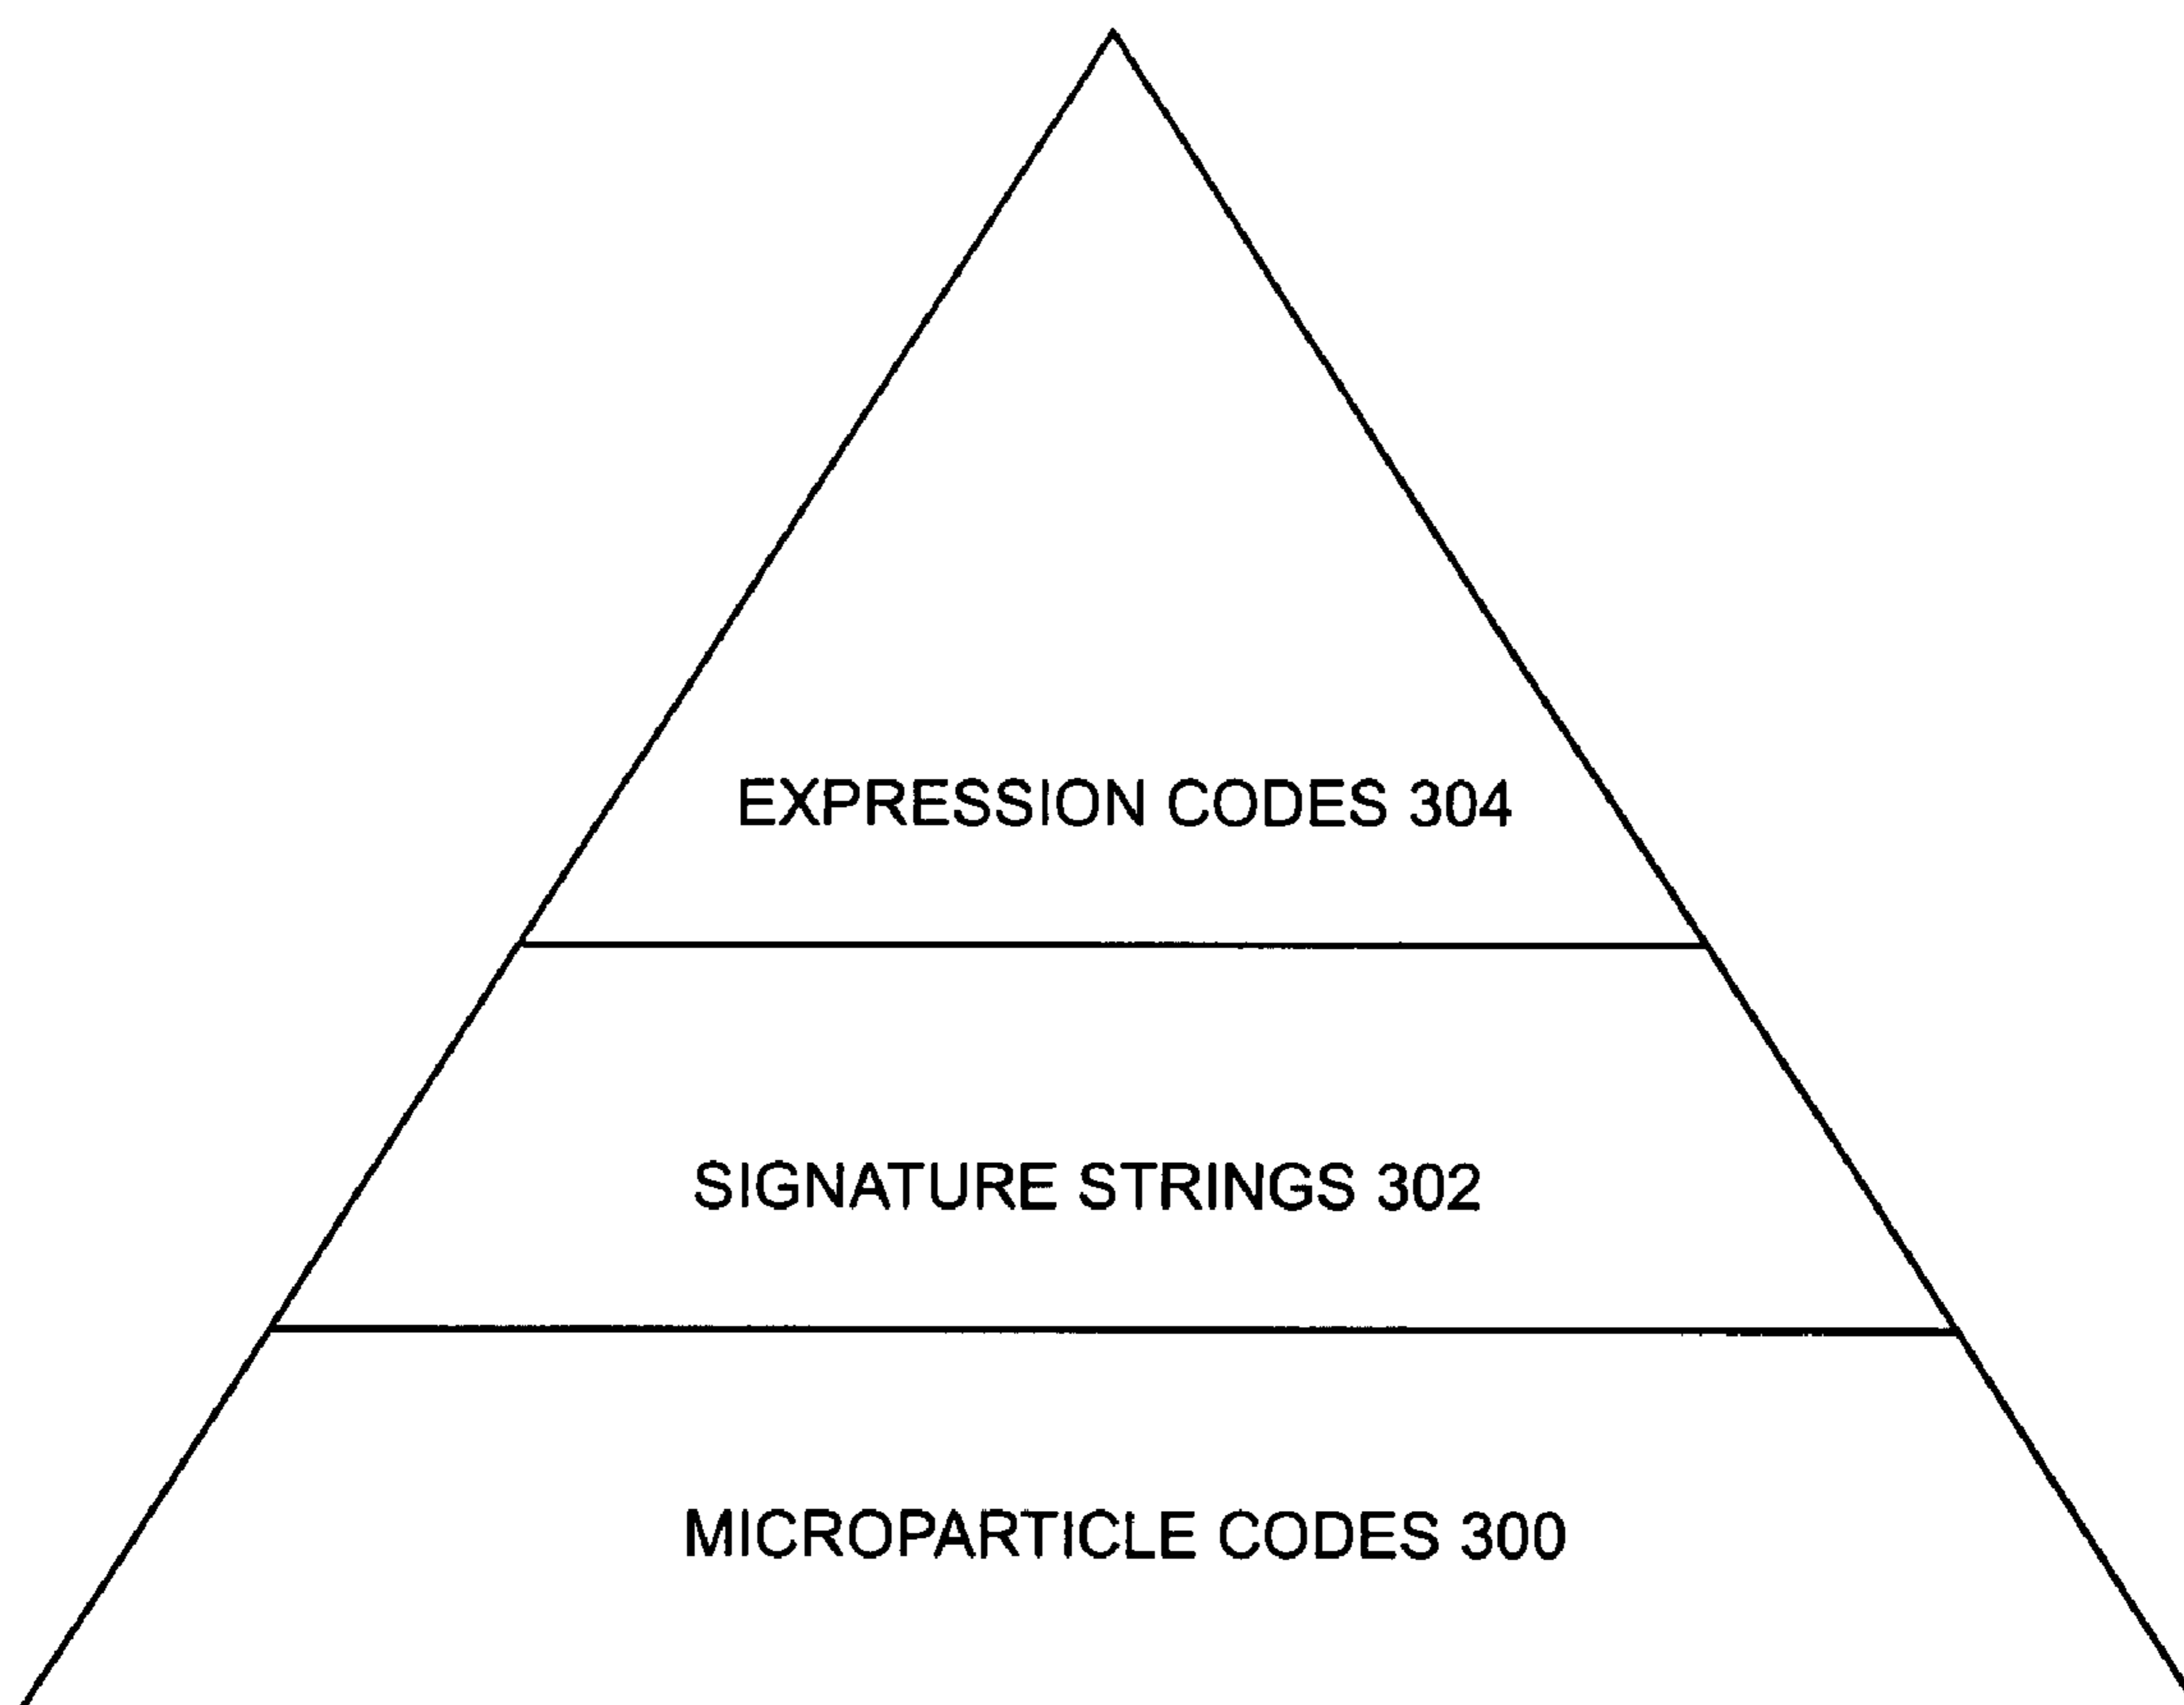 EXPRESSION CODES 304
SIGNATURE STRINGS 302
MICROPARTICLE CODES 300